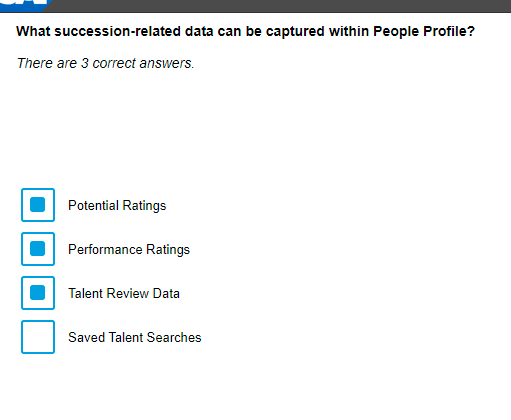 What succession-related data can be captured within People Profile?
There are 3 correct answers.
Potential Ratings
Performance Ratings
Talent Review Data
Saved Talent Searches